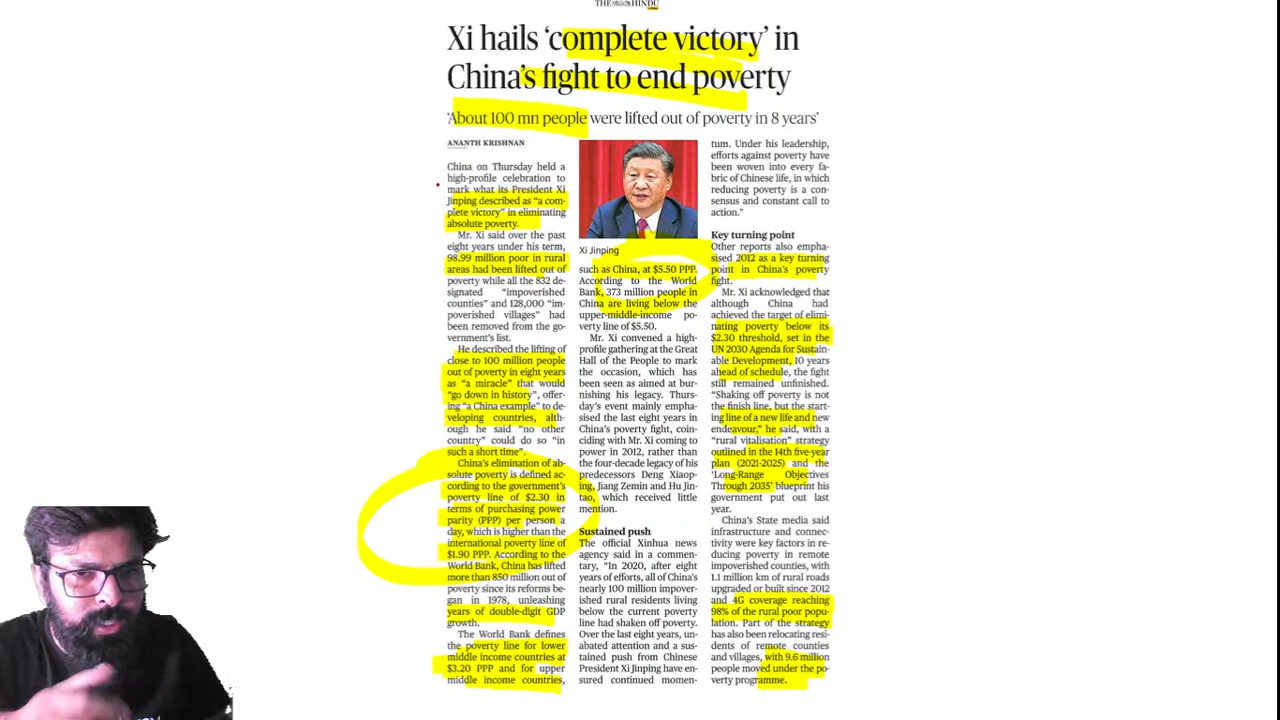 THE HINDU
Xi hails ‘complete victory’ in
China’s fight to end poverty
‘About 100 mn people were lifted out of poverty in 8 years’
ANANTH KRISHNAN
China on Thursday held a
high-profile celebration to
mark what its President Xi
Jinping described as “a com-
plete victory” in eliminating
absolute poverty.
Mr. Xi said over the past
eight years under his term,
98.99 million poor in rural
areas had been lifted out of
poverty while all the 832 de-
signated “impoverished
counties” and 128,000 “im-
poverished villages” had
been removed from the go-
vernment’s list.
He described the lifting of
close to 100 million people
out of poverty in eight years
as “a miracle” that would
“go down in history”, offer-
ing “a China example” to de-
veloping countries, alth-
ough he said “no other
country” could do so “in
such a short time”.
China’s elimination of ab-
solute poverty is defined ac-
cording to the government’s
poverty line of $2.30 in
terms of purchasing power
parity (PPP) per person a
day, which is higher than the
international poverty line of
$1.90 PPP. According to the
World Bank, China has lifted
more than 850 million out of
poverty since its reforms be-
gan in 1978, unleashing
years of double-digit GDP
growth.
The World Bank defines
the poverty line for lower
middle income countries at
$3.20 PPP and for upper
middle income countries,
Xi Jinping
such as China, at $5.50 PPP.
According to the World
Bank, 373 million people in
China are living below the
upper-middle-income po-
verty line of $5.50.
Mr. Xi convened a high-
profile gathering at the Great
Hall of the People to mark
the occasion, which has
been seen as aimed at bur-
nishing his legacy. Thurs-
day’s event mainly empha-
sised the last eight years in
China’s poverty fight, coin-
ciding with Mr. Xi coming to
power in 2012, rather than
the four-decade legacy of his
predecessors Deng Xiaop-
ing, Jiang Zemin and Hu Jin-
tao, which received little
mention.
Sustained push
The official Xinhua news
agency said in a commen-
tary, “In 2020, after eight
years of efforts, all of China’s
nearly 100 million impover-
ished rural residents living
below the current poverty
line had shaken off poverty.
Over the last eight years, un-
abated attention and a sus-
tained push from Chinese
President Xi Jinping have en-
sured continued momen-
tum. Under his leadership,
efforts against poverty have
been woven into every fa-
bric of Chinese life, in which
reducing poverty is a con-
sensus and constant call to
action.”
Key turning point
Other reports also empha-
sised 2012 as a key turning
point in China’s poverty
fight.
Mr. Xi acknowledged that
although China had
achieved the target of elimi-
nating poverty below its
$2.30 threshold, set in the
UN 2030 Agenda for Sustain-
able Development, 10 years
ahead of schedule, the fight
still remained unfinished.
“Shaking off poverty is not
the finish line, but the start-
ing line of a new life and new
endeavour,” he said, with a
“rural vitalisation” strategy
outlined in the 14th five-year
plan (2021-2025) and the
‘Long-Range Objectives
Through 2035’ blueprint his
government put out last
year.
China’s State media said
infrastructure and connec-
tivity were key factors in re-
ducing poverty in remote
impoverished counties, with
1.1 million km of rural roads
upgraded or built since 2012
and 4G coverage reaching
98% of the rural poor popu-
lation. Part of the strategy
has also been relocating resi-
dents of remote counties
and villages, with 9.6 million
people moved under the po-
verty programme.